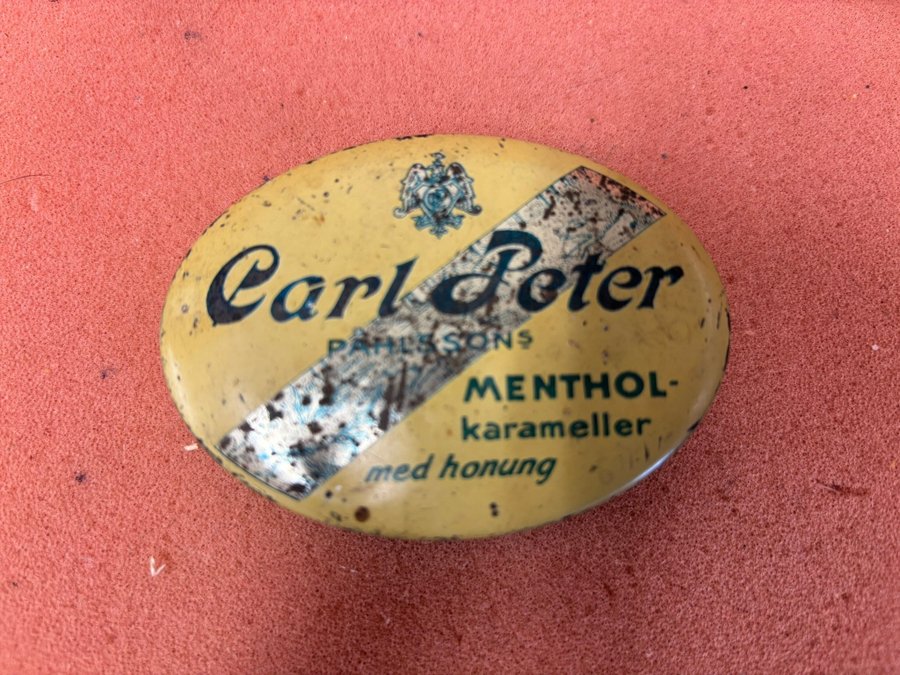 Carl Peter
PÅHLSSONS
MENTHOL-
karameller
med honung